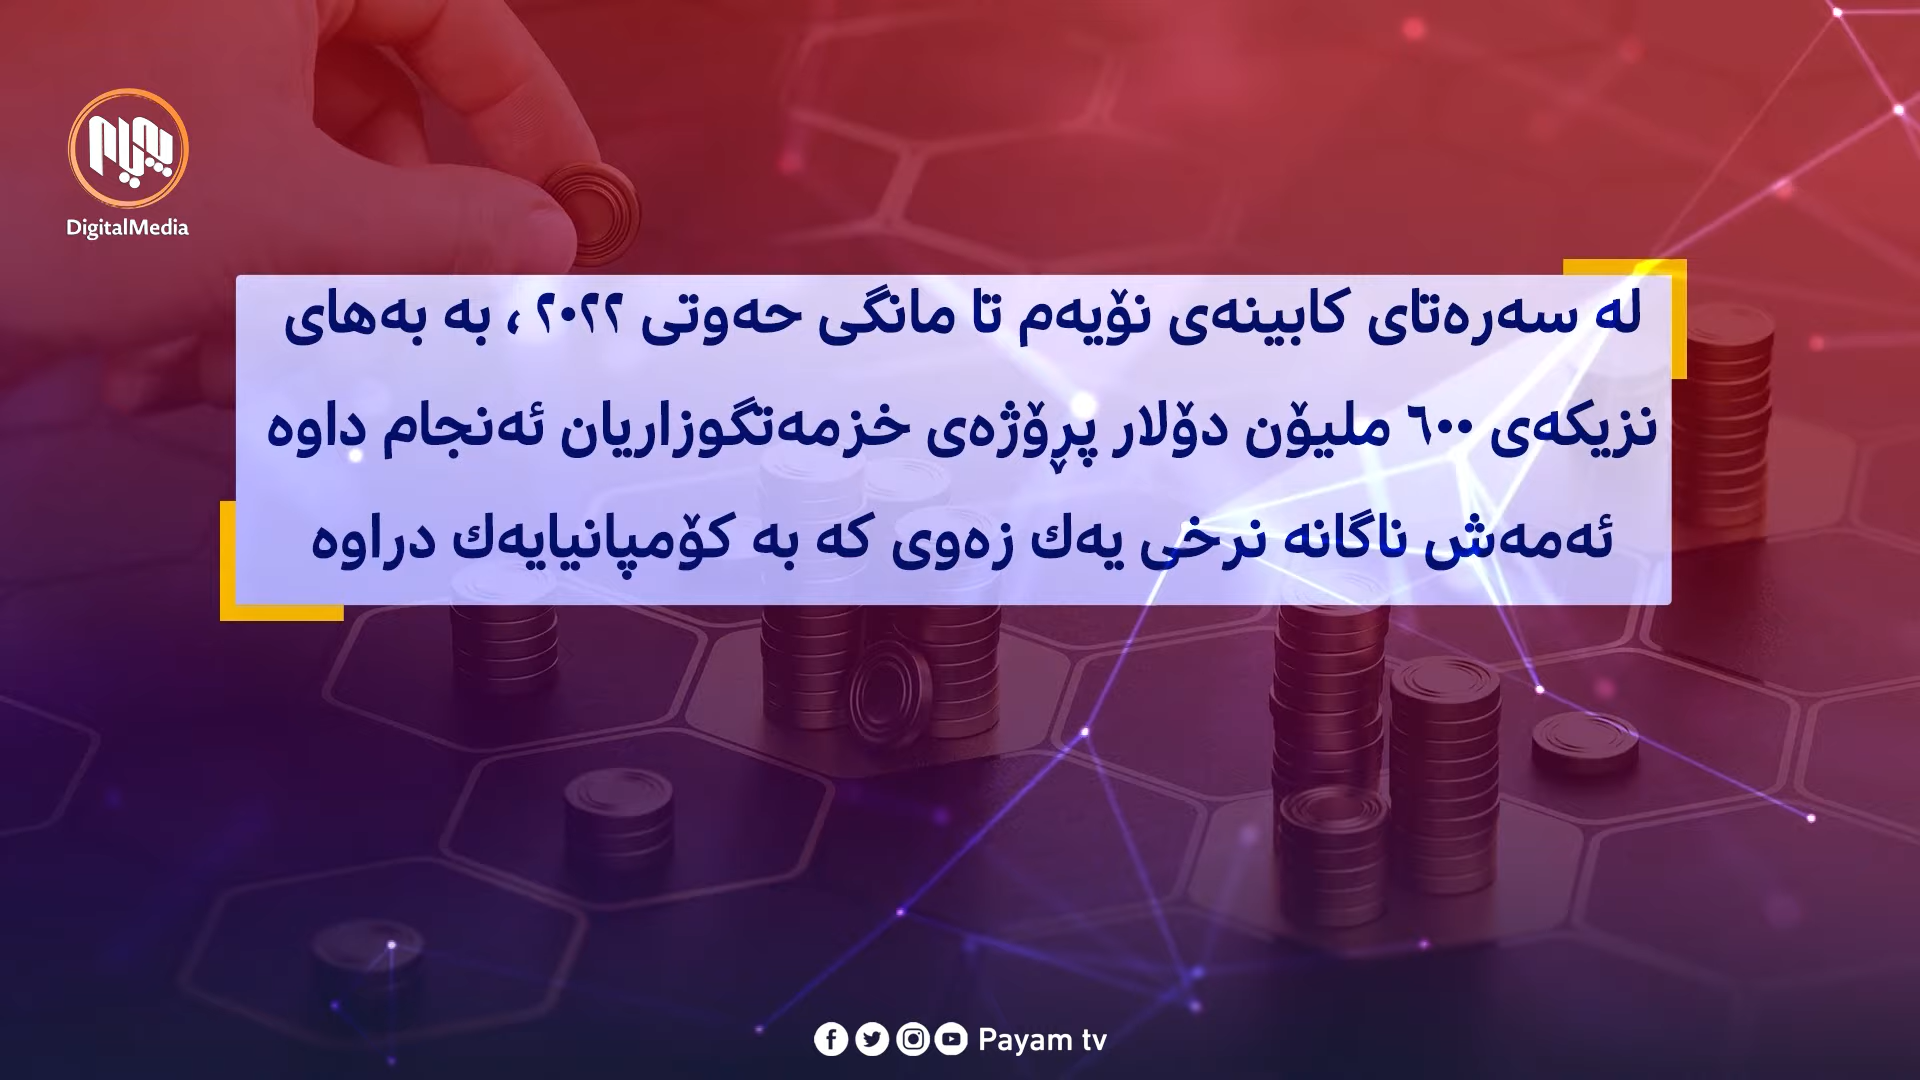 پەیام
DigitalMedia
لە سەرەتای کابینەی نۆیەم تا مانگی حەوتی ٢٠٢٢ ، بە بەهای
نزیکەی ٦٠٠ ملیۆن دۆلار پڕۆژەی خزمەتگوزاریان ئەنجام داوە
ئەمەش ناگانە نرخی یەك زەوی کە بە کۆمپانیایەك دراوە
Payam tv